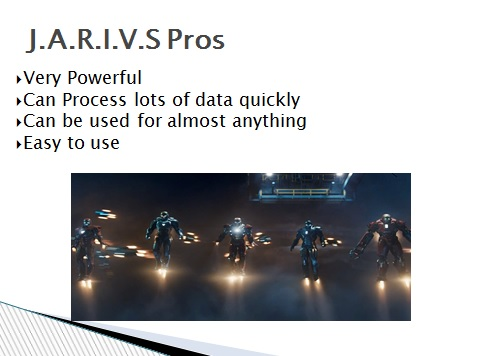 J.A.R.I.V.S Pros
Very Powerful
Can Process lots of data quickly
Can be used for almost anything
Easy to use